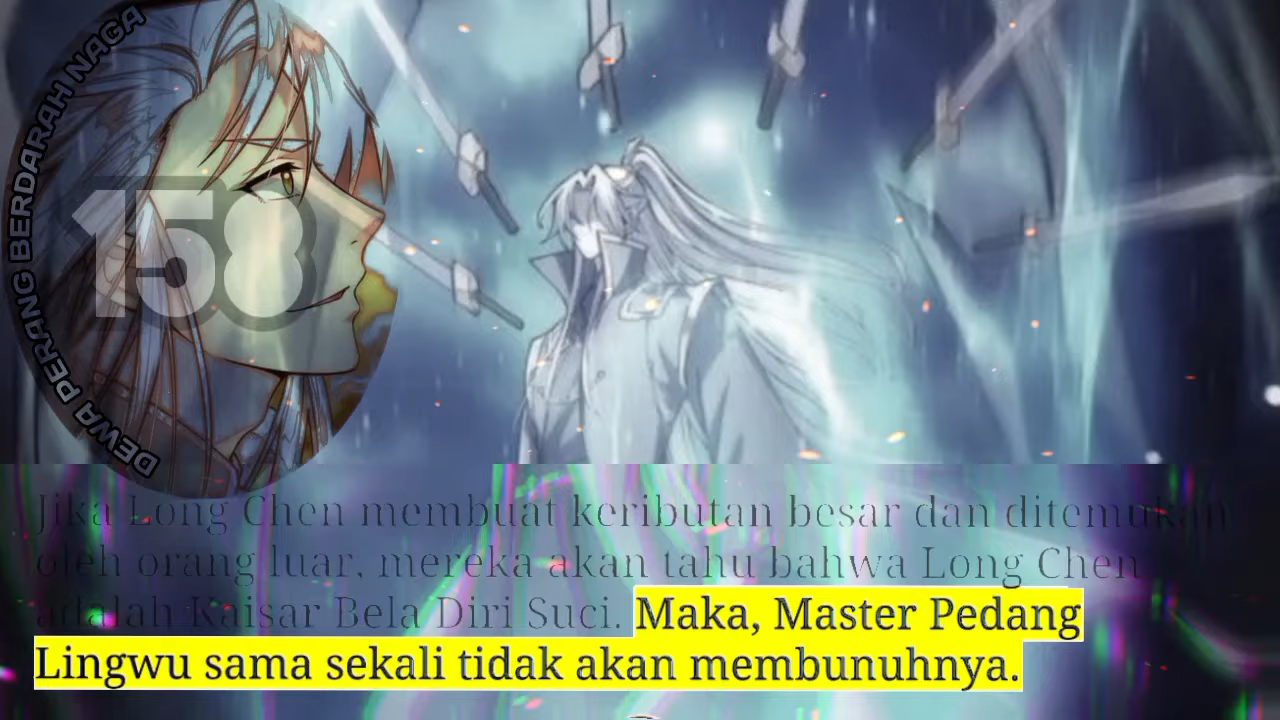 DEWA PERANG BERDARAH NAGA
158
Jika Long Chen membuat keributan besar dan ditemukan
oleh orang luar, mereka akan tahu bahwa Long Chen
adalah Kaisar Bela Diri Suci. Maka, Master Pedang
Lingwu sama sekali tidak akan membunuhnya.